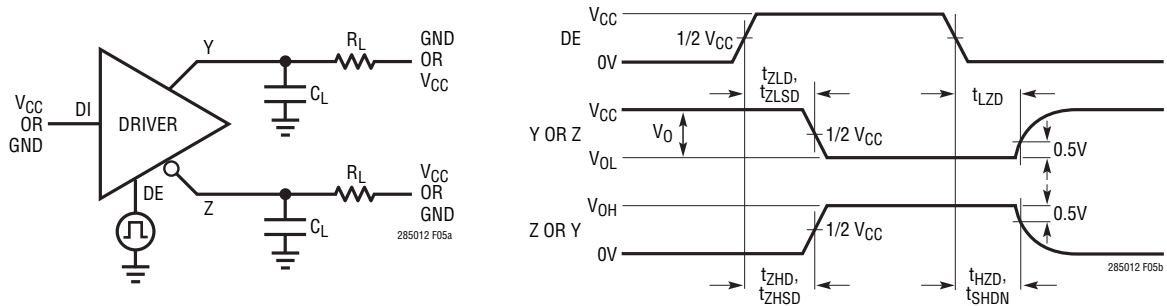 Y
RL
GND
OR
VCC
CL
VCC
OR
GND
DI
DRIVER
DE
Z
RL
VCC
OR
GND
CL
285012 F05a
VCC
DE
1/2 VCC
0V
tZLD,
tZLSD
tLZD
VCC
Y OR Z
VO
1/2 VCC
VOL
0.5V
VOH
Z OR Y
1/2 VCC
0V
0.5V
tZHD,
tZHSD
tHZD,
tSHDN
285012 F05b